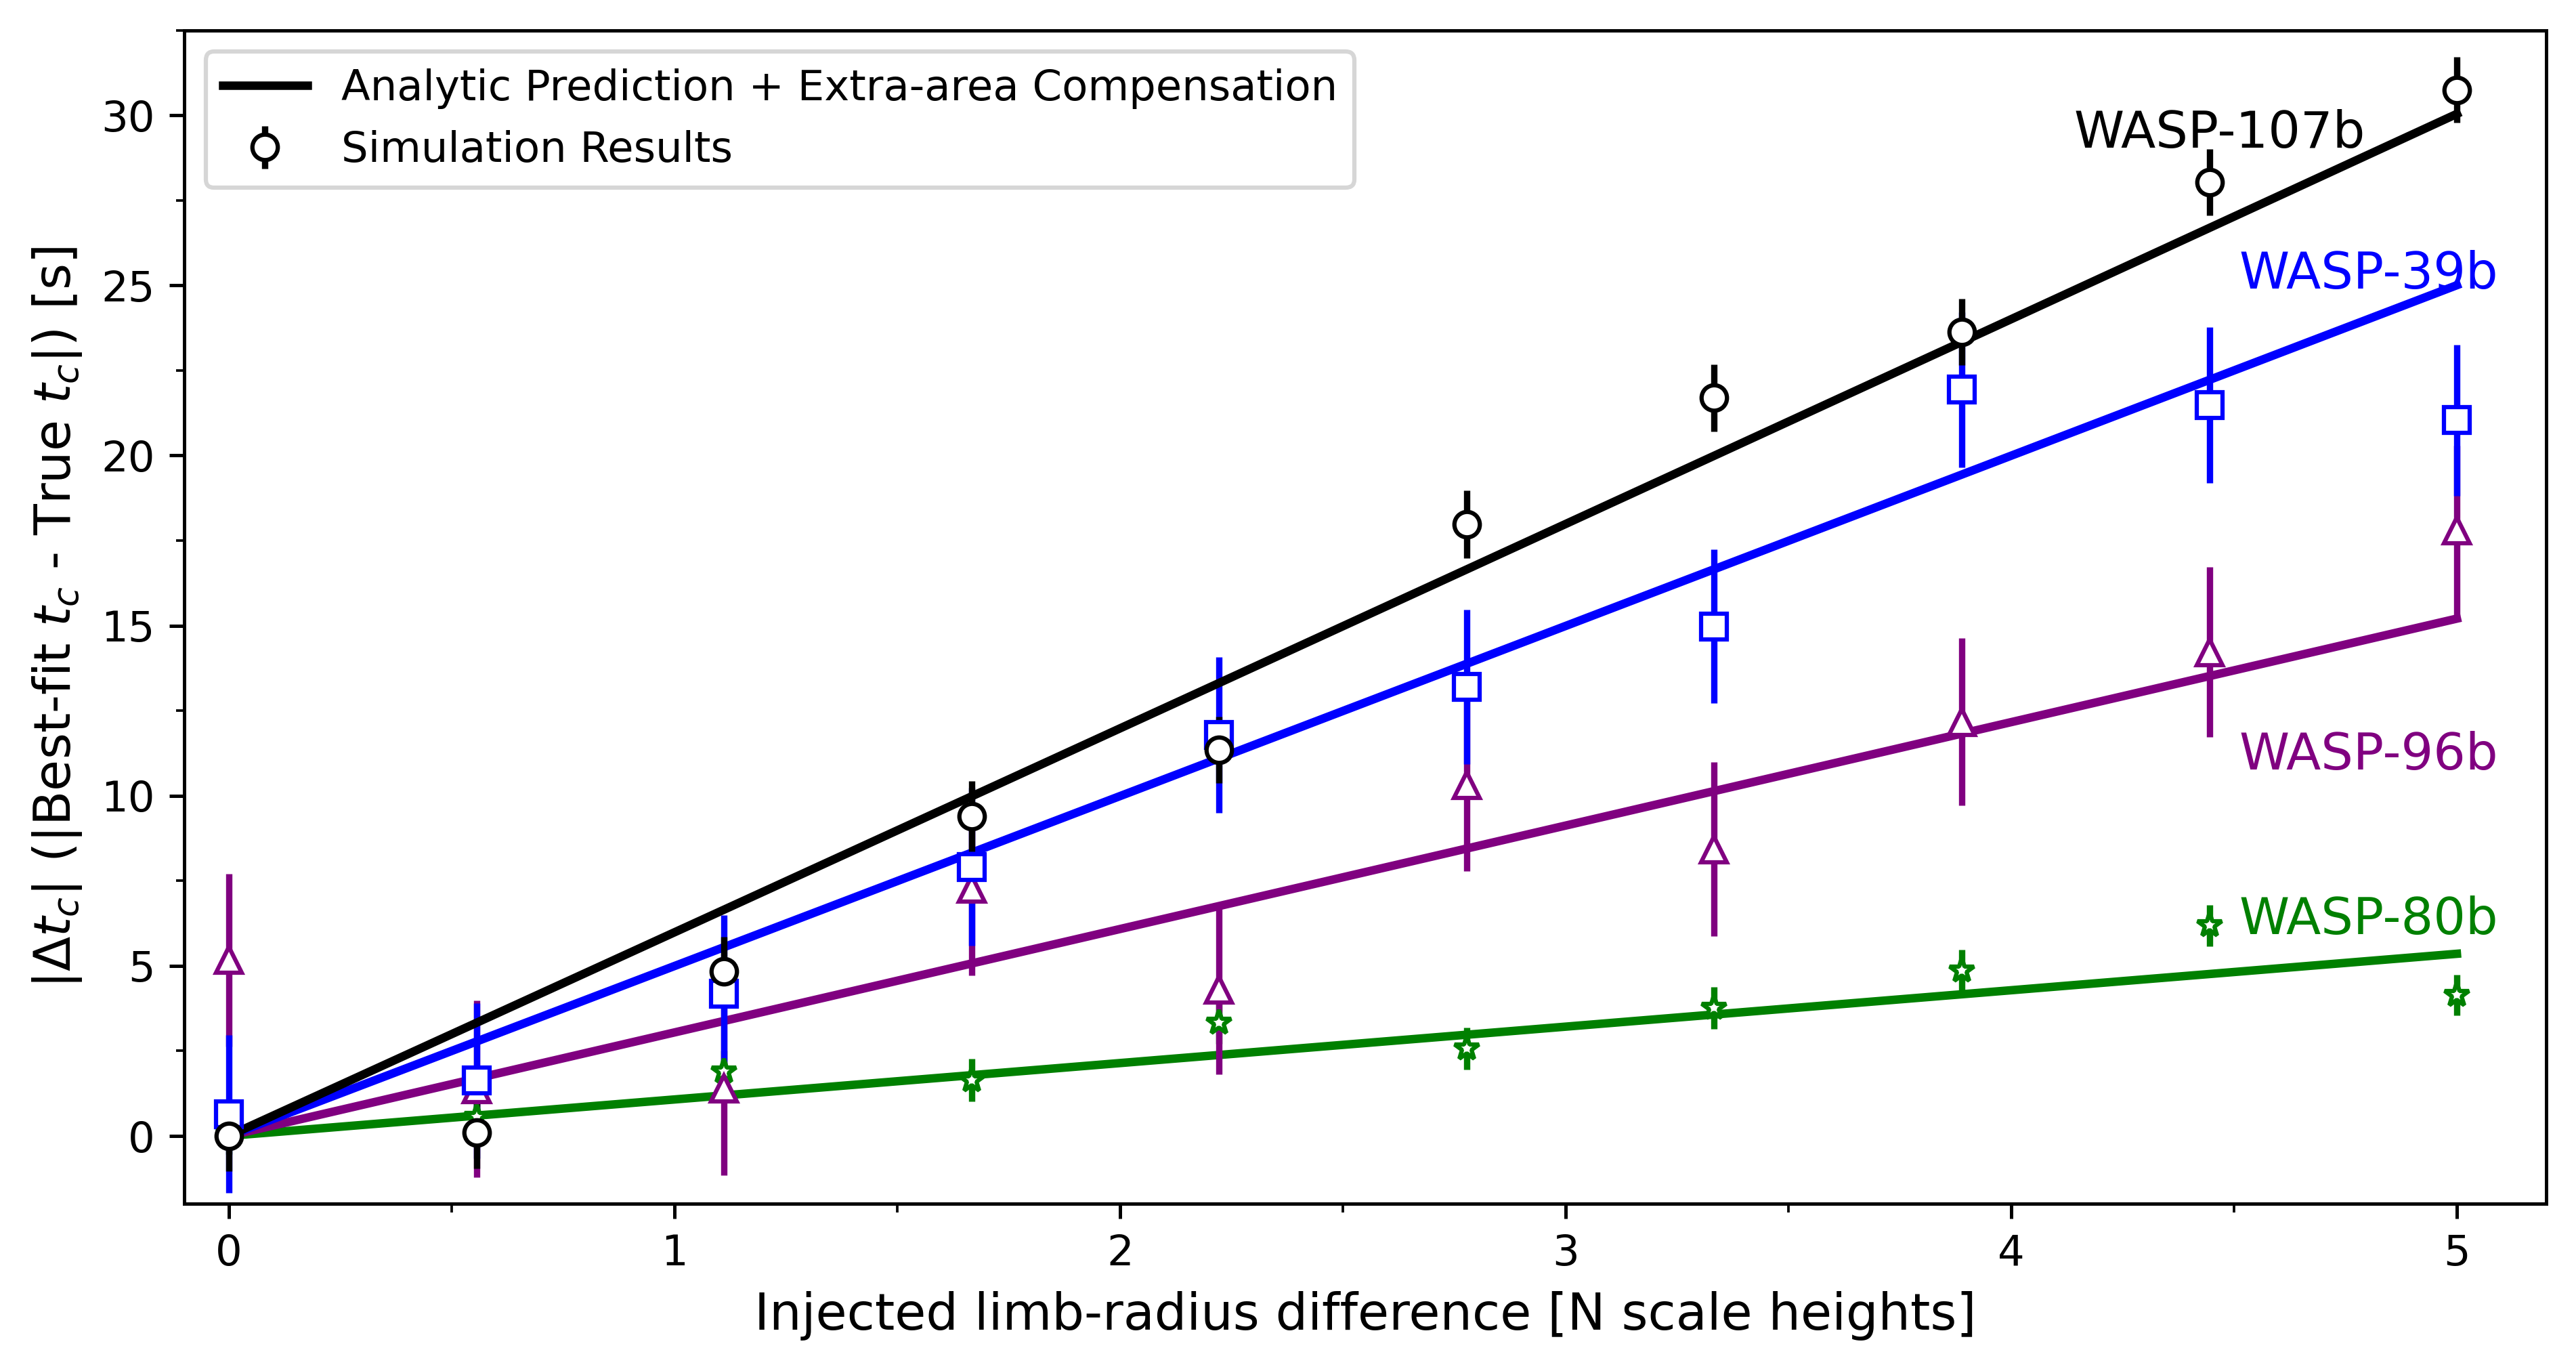 Analytic Prediction + Extra-area Compensation
Simulation Results
WASP-107b
WASP-39b
WASP-96b
WASP-80b
|Δt_c| (|Best-fit t_c - True t_c|) [s]
30
25
20
15
10
5
0
0 1 2 3 4 5
Injected limb-radius difference [N scale heights]